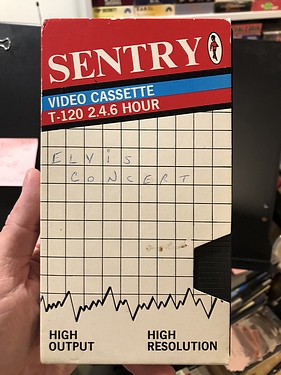 SENTRY
VIDEO CASSETTE
T-120 2.4.6 HOUR
ELViS
CONCERT
HIGH
OUTPUT
HIGH
RESOLUTION